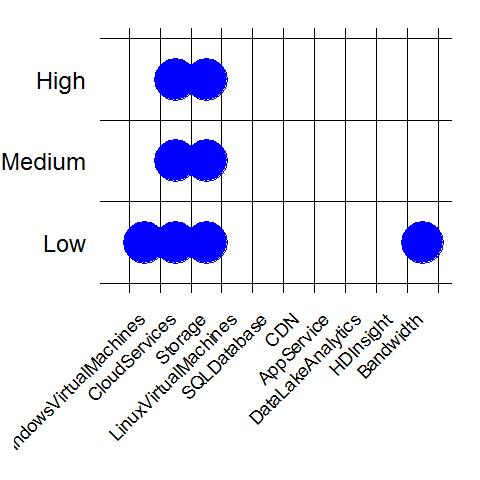 High
Medium
Low
ndowsVirtualMachines
CloudServices
Storage
LinuxVirtualMachines
SQLDatabase
CDN
AppService
DataLakeAnalytics
HDInsight
Bandwidth